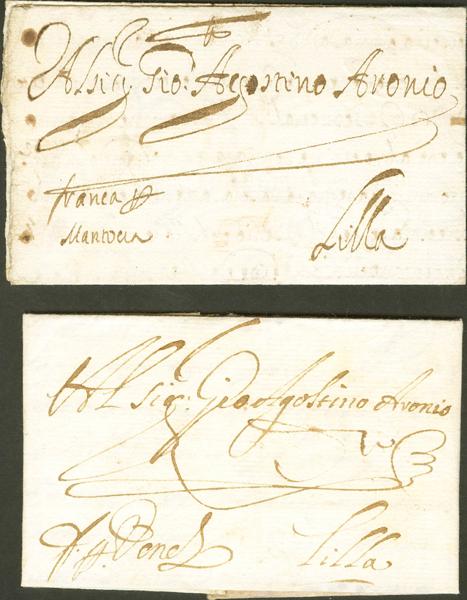 Al Sig.r Gio: Agostino Avonio
franca p
Mantova
Lilla
Al Sig.r Gio Agostino Avonio
Lilla